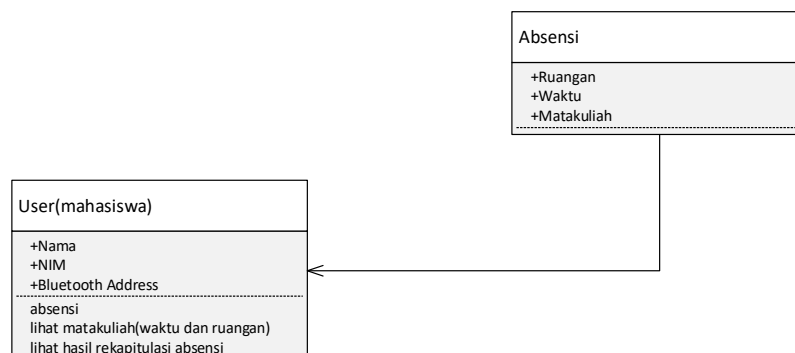 Absensi
+Ruangan
+Waktu
+Matakuliah
User(mahasiswa)
+Nama
+NIM
+Bluetooth Address
absensi
lihat matakuliah(waktu dan ruangan)
lihat hasil rekapitulasi absensi